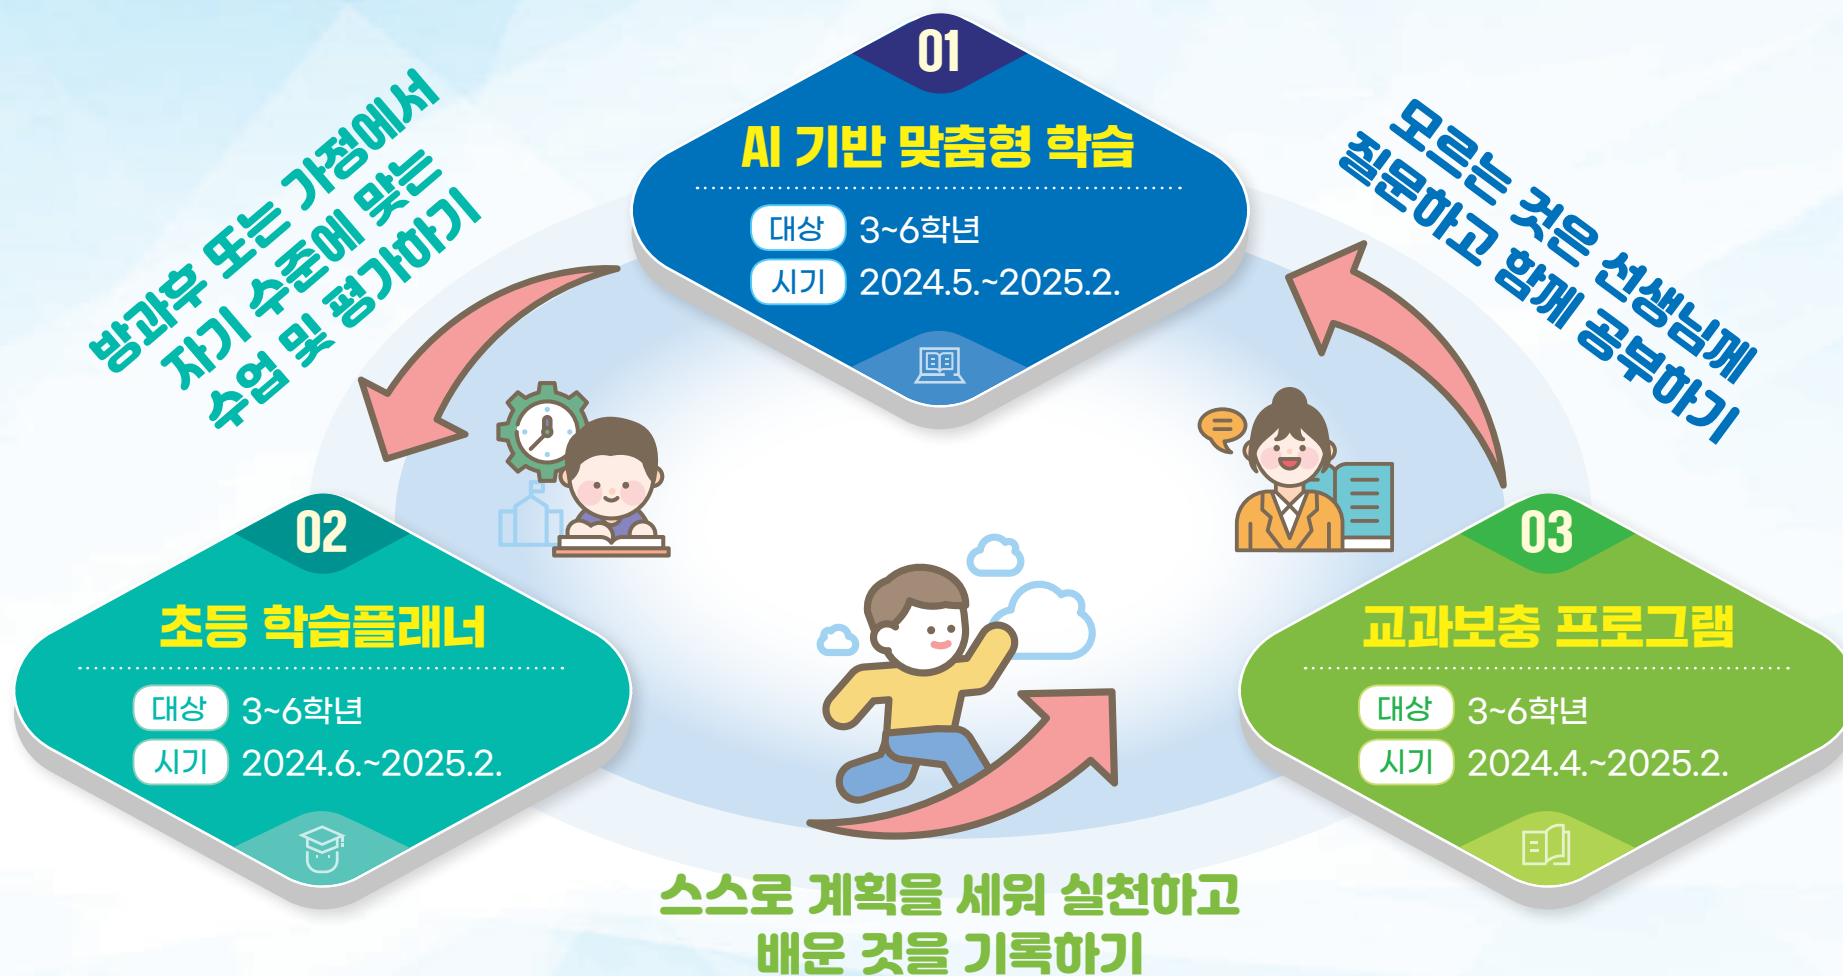 01
AI 기반 맞춤형 학습
대상 3~6학년
시기 2024.5.~2025.2.
방과후 또는 가정에서
자기 수준에 맞는
수업 및 평가하기
모르는 것은 선생님께
질문하고 함께 공부하기
02
초등 학습플래너
대상 3~6학년
시기 2024.6.~2025.2.
03
교과보충 프로그램
대상 3~6학년
시기 2024.4.~2025.2.
스스로 계획을 세워 실천하고
배운 것을 기록하기